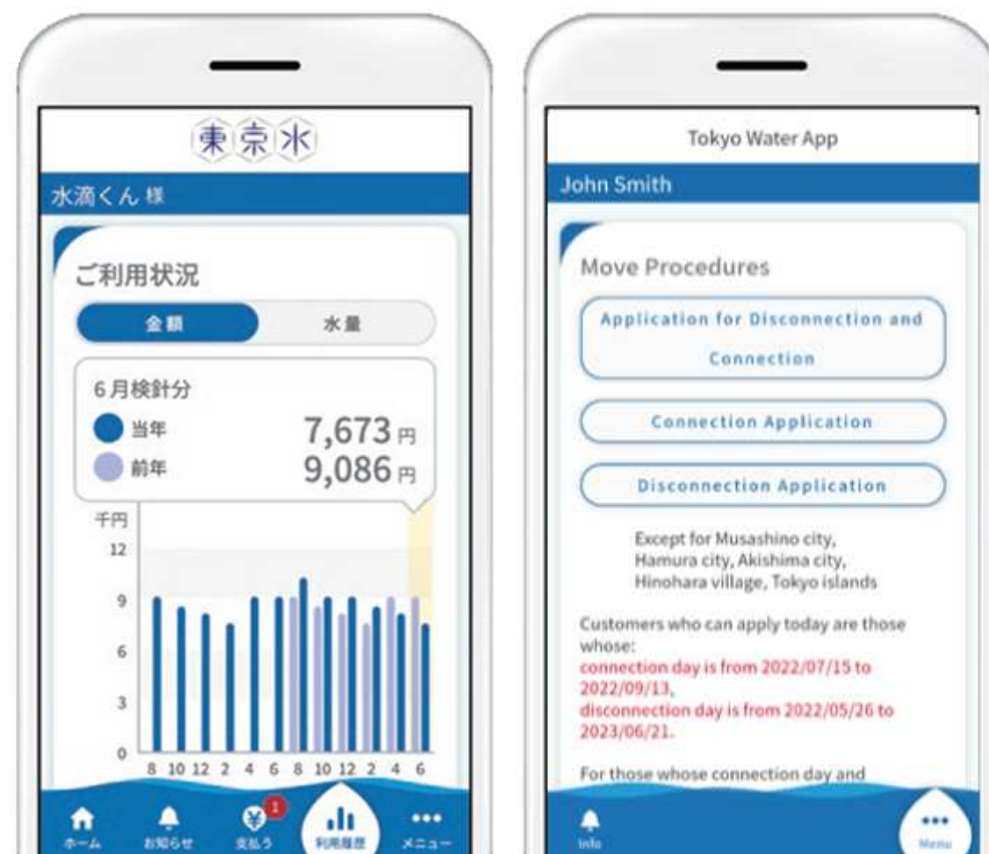 東京水
水滴くん 様
ご利用状況
金額 水量
6月検針分
当年 7,673 円
前年 9,086 円
千円
12
9
6
3
0
8 10 12 2 4 6 8 10 12 2 4 6
1
ホーム お知らせ 支払う 利用履歴 メニュー
Tokyo Water App
John Smith
Move Procedures
Application for Disconnection and
Connection
Connection Application
Disconnection Application
Except for Musashino city,
Hamura city, Akishima city,
Hinohara village, Tokyo islands
Customers who can apply today are those
whose:
connection day is from 2022/07/15 to
2022/09/13,
disconnection day is from 2022/05/26 to
2023/06/21.
For those whose connection day and
Info Menu